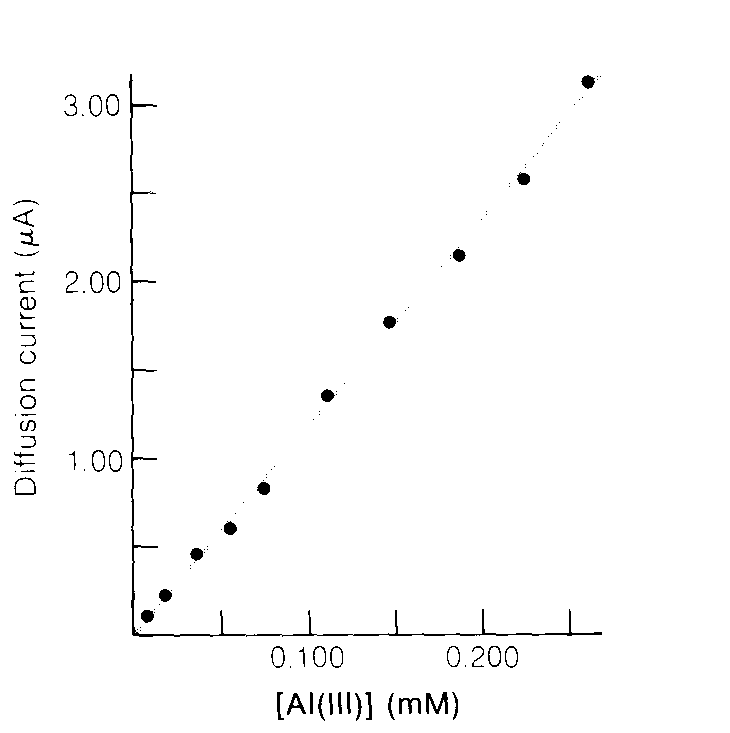 3.00
2.00
1.00
Diffusion current (μA)
0.100 0.200
[Al(III)] (mM)